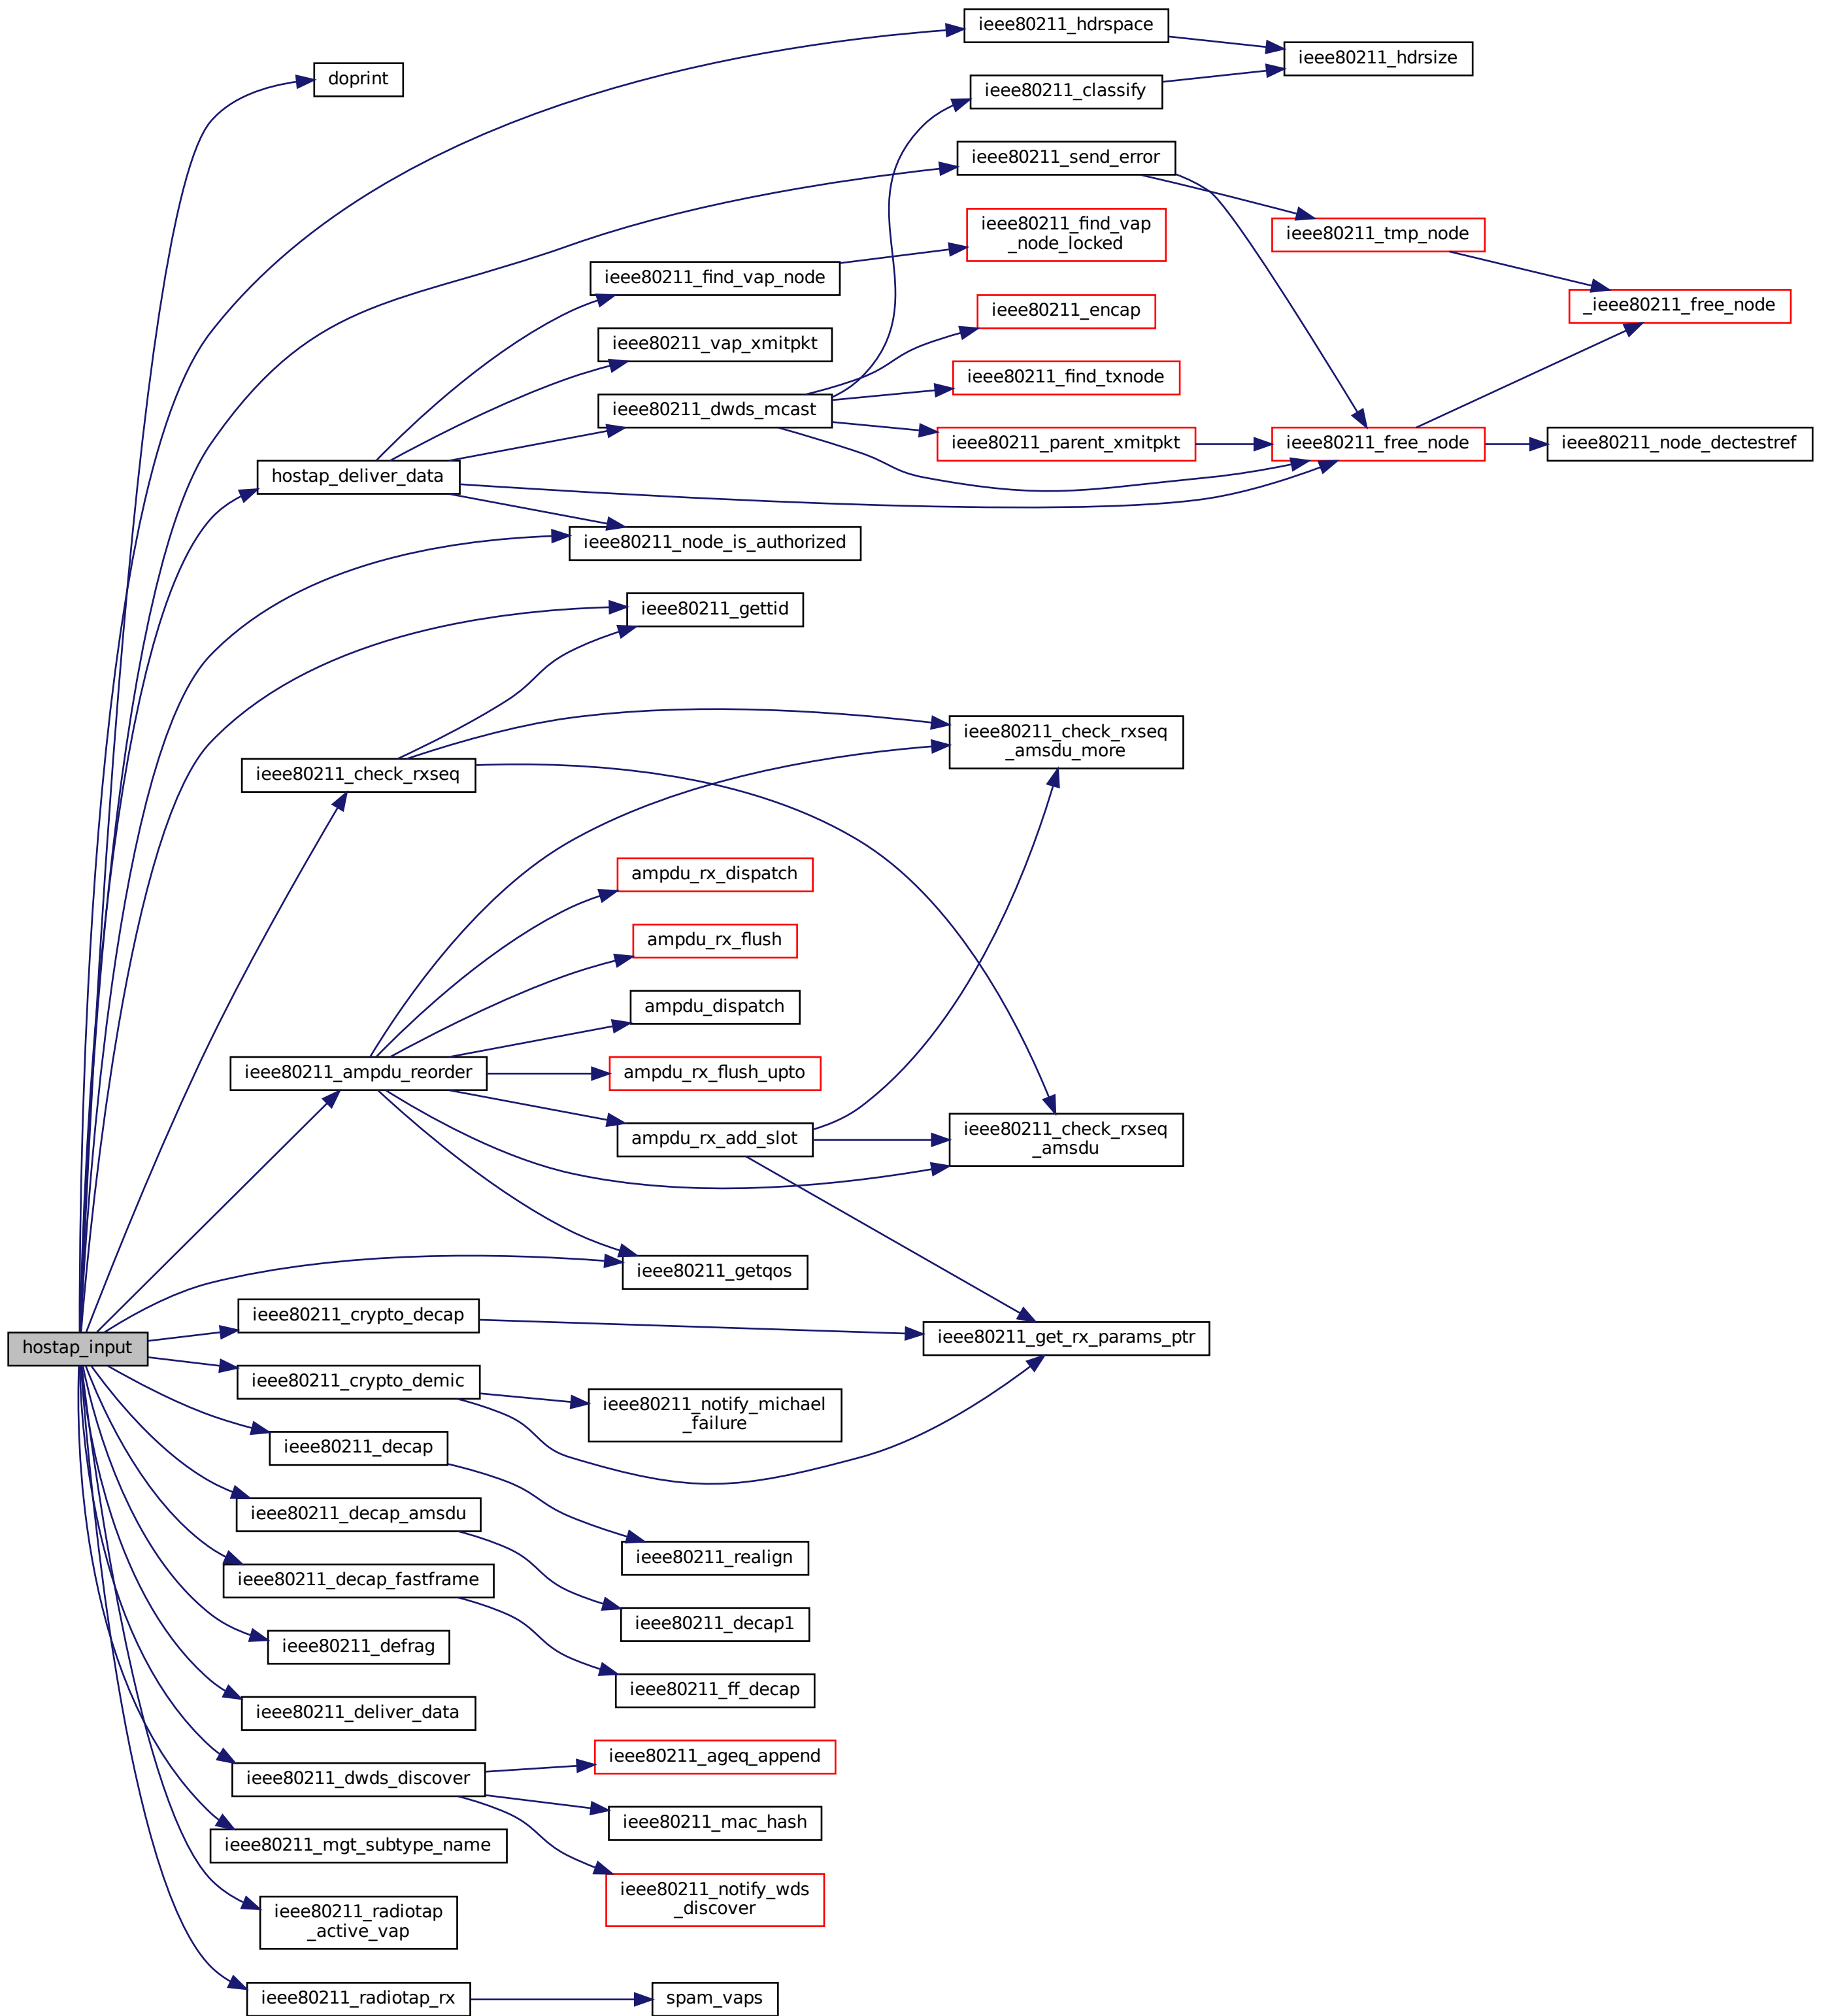 ieee80211_hdrspace
ieee80211_hdrsize
doprint
ieee80211_classify
ieee80211_send_error
ieee80211_find_vap
_node_locked
ieee80211_tmp_node
ieee80211_find_vap_node
_ieee80211_free_node
ieee80211_encap
ieee80211_vap_xmitpkt
ieee80211_find_txnode
ieee80211_dwds_mcast
ieee80211_parent_xmitpkt
ieee80211_free_node
ieee80211_node_dectestref
hostap_deliver_data
ieee80211_node_is_authorized
ieee80211_gettid
ieee80211_check_rxseq
_amsdu_more
ieee80211_check_rxseq
ampdu_rx_dispatch
ampdu_rx_flush
ampdu_dispatch
ieee80211_ampdu_reorder
ampdu_rx_flush_upto
ampdu_rx_add_slot
ieee80211_check_rxseq
_amsdu
ieee80211_getqos
ieee80211_crypto_decap
ieee80211_get_rx_params_ptr
hostap_input
ieee80211_crypto_demic
ieee80211_notify_michael
_failure
ieee80211_decap
ieee80211_decap_amsdu
ieee80211_realign
ieee80211_decap_fastframe
ieee80211_decap1
ieee80211_defrag
ieee80211_ff_decap
ieee80211_deliver_data
ieee80211_ageq_append
ieee80211_dwds_discover
ieee80211_mac_hash
ieee80211_mgt_subtype_name
ieee80211_notify_wds
_discover
ieee80211_radiotap
_active_vap
ieee80211_radiotap_rx
spam_vaps